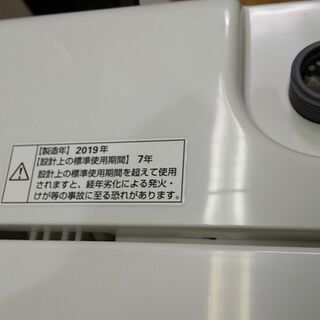 【製造年】2019年
【設計上の標準使用期間】 7年
設計上の標準使用期間を超えて使用
されますと、経年劣化による発火・
けが等の事故に至る恐れがあります。